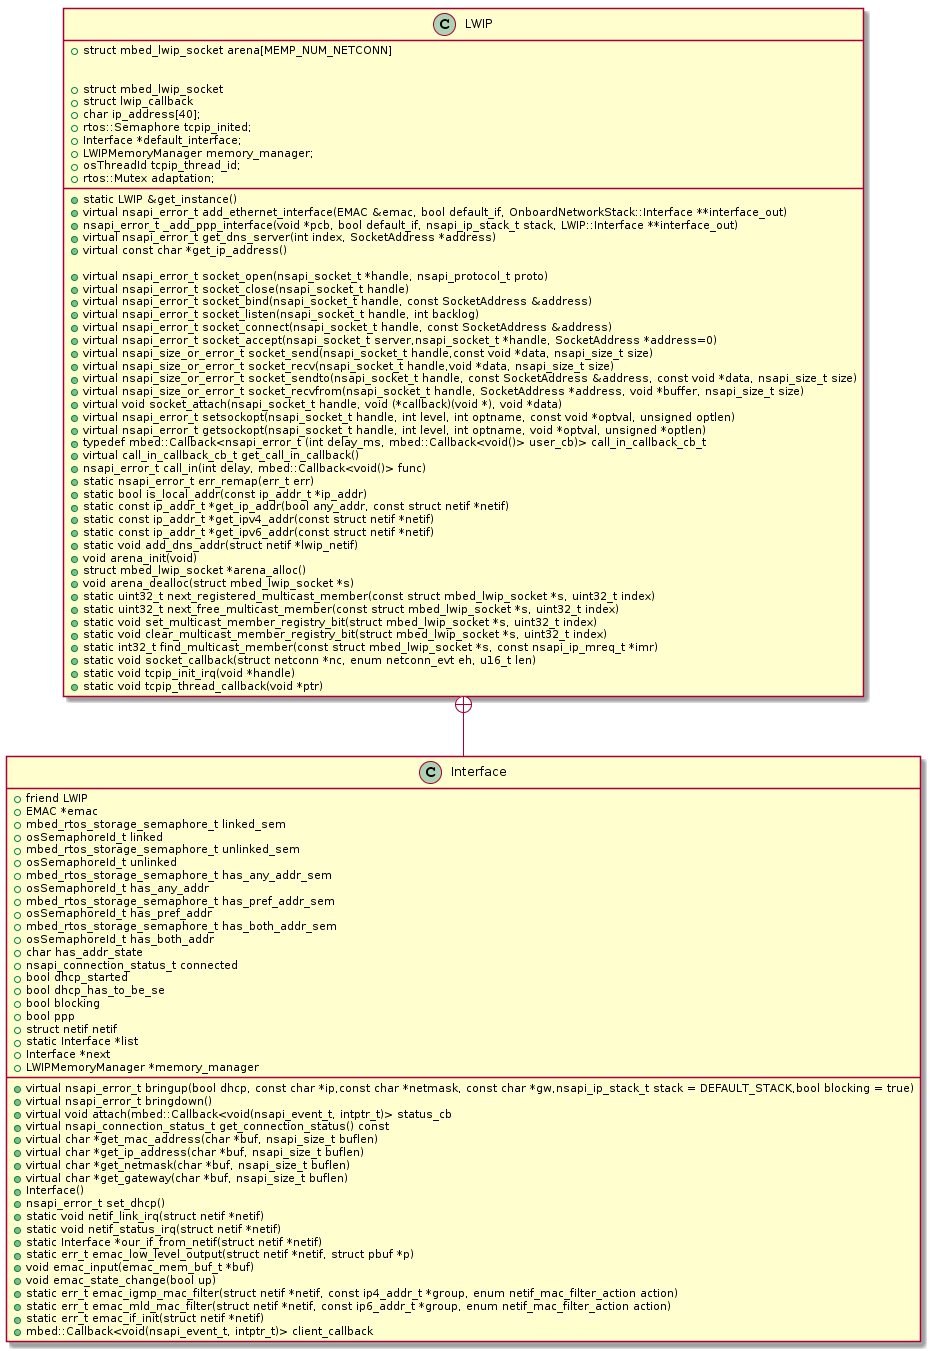 C LWIP
struct mbed_lwip_socket arena[MEMP_NUM_NETCONN]
struct mbed_lwip_socket
struct lwip_callback
char ip_address[40];
rtos::Semaphore tcpip_inited;
Interface *default_interface;
LWIPMemoryManager memory_manager;
osThreadId tcpip_thread_id;
rtos::Mutex adaptation;
static LWIP &get_instance()
virtual nsapi_error_t add_ethernet_interface(EMAC &emac, bool default_if, OnboardNetworkStack::Interface **interface_out)
nsapi_error_t _add_ppp_interface(void *pcb, bool default_if, nsapi_ip_stack_t stack, LWIP::Interface **interface_out)
virtual nsapi_error_t get_dns_server(int index, SocketAddress *address)
virtual const char *get_ip_address()
virtual nsapi_error_t socket_open(nsapi_socket_t *handle, nsapi_protocol_t proto)
virtual nsapi_error_t socket_close(nsapi_socket_t handle)
virtual nsapi_error_t socket_bind(nsapi_socket_t handle, const SocketAddress &address)
virtual nsapi_error_t socket_listen(nsapi_socket_t handle, int backlog)
virtual nsapi_error_t socket_connect(nsapi_socket_t handle, const SocketAddress &address)
virtual nsapi_error_t socket_accept(nsapi_socket_t server,nsapi_socket_t *handle, SocketAddress *address=0)
virtual nsapi_size_or_error_t socket_send(nsapi_socket_t handle,const void *data, nsapi_size_t size)
virtual nsapi_size_or_error_t socket_recv(nsapi_socket_t handle,void *data, nsapi_size_t size)
virtual nsapi_size_or_error_t socket_sendto(nsapi_socket_t handle, const SocketAddress &address, const void *data, nsapi_size_t size)
virtual nsapi_size_or_error_t socket_recvfrom(nsapi_socket_t handle, SocketAddress *address, void *buffer, nsapi_size_t size)
virtual void socket_attach(nsapi_socket_t handle, void (*callback)(void *), void *data)
virtual nsapi_error_t setsockopt(nsapi_socket_t handle, int level, int optname, const void *optval, unsigned optlen)
virtual nsapi_error_t getsockopt(nsapi_socket_t handle, int level, int optname, void *optval, unsigned *optlen)
typedef mbed::Callback<nsapi_error_t (int delay_ms, mbed::Callback<void()> user_cb)> call_in_callback_cb_t
virtual call_in_callback_cb_t get_call_in_callback()
nsapi_error_t call_in(int delay, mbed::Callback<void()> func)
static nsapi_error_t err_remap(err_t err)
static bool is_local_addr(const ip_addr_t *ip_addr)
static const ip_addr_t *get_ip_addr(bool any_addr, const struct netif *netif)
static const ip_addr_t *get_ipv4_addr(const struct netif *netif)
static const ip_addr_t *get_ipv6_addr(const struct netif *netif)
static void add_dns_addr(struct netif *lwip_netif)
void arena_init(void)
struct mbed_lwip_socket *arena_alloc()
void arena_dealloc(struct mbed_lwip_socket *s)
static uint32_t next_registered_multicast_member(const struct mbed_lwip_socket *s, uint32_t index)
static uint32_t next_free_multicast_member(const struct mbed_lwip_socket *s, uint32_t index)
static void set_multicast_member_registry_bit(struct mbed_lwip_socket *s, uint32_t index)
static void clear_multicast_member_registry_bit(struct mbed_lwip_socket *s, uint32_t index)
static int32_t find_multicast_member(const struct mbed_lwip_socket *s, const nsapi_ip_mreq_t *imr)
static void socket_callback(struct netconn *nc, enum netconn_evt eh, u16_t len)
static void tcpip_init_irq(void *handle)
static void tcpip_thread_callback(void *ptr)
C Interface
friend LWIP
EMAC *emac
mbed_rtos_storage_semaphore_t linked_sem
osSemaphoreId_t linked
mbed_rtos_storage_semaphore_t unlinked_sem
osSemaphoreId_t unlinked
mbed_rtos_storage_semaphore_t has_any_addr_sem
osSemaphoreId_t has_any_addr
mbed_rtos_storage_semaphore_t has_pref_addr_sem
osSemaphoreId_t has_pref_addr
mbed_rtos_storage_semaphore_t has_both_addr_sem
osSemaphoreId_t has_both_addr
char has_addr_state
nsapi_connection_status_t connected
bool dhcp_started
bool dhcp_has_to_be_se
bool blocking
bool ppp
struct netif netif
static Interface *list
Interface *next
LWIPMemoryManager *memory_manager
virtual nsapi_error_t bringup(bool dhcp, const char *ip,const char *netmask, const char *gw,nsapi_ip_stack_t stack = DEFAULT_STACK,bool blocking = true)
virtual nsapi_error_t bringdown()
virtual void attach(mbed::Callback<void(nsapi_event_t, intptr_t)> status_cb
virtual nsapi_connection_status_t get_connection_status() const
virtual char *get_mac_address(char *buf, nsapi_size_t buflen)
virtual char *get_ip_address(char *buf, nsapi_size_t buflen)
virtual char *get_netmask(char *buf, nsapi_size_t buflen)
virtual char *get_gateway(char *buf, nsapi_size_t buflen)
Interface()
nsapi_error_t set_dhcp()
static void netif_link_irq(struct netif *netif)
static void netif_status_irq(struct netif *netif)
static Interface *our_if_from_netif(struct netif *netif)
static err_t emac_low_level_output(struct netif *netif, struct pbuf *p)
void emac_input(emac_mem_buf_t *buf)
void emac_state_change(bool up)
static err_t emac_igmp_mac_filter(struct netif *netif, const ip4_addr_t *group, enum netif_mac_filter_action action)
static err_t emac_mld_mac_filter(struct netif *netif, const ip6_addr_t *group, enum netif_mac_filter_action action)
static err_t emac_if_init(struct netif *netif)
mbed::Callback<void(nsapi_event_t, intptr_t)> client_callback